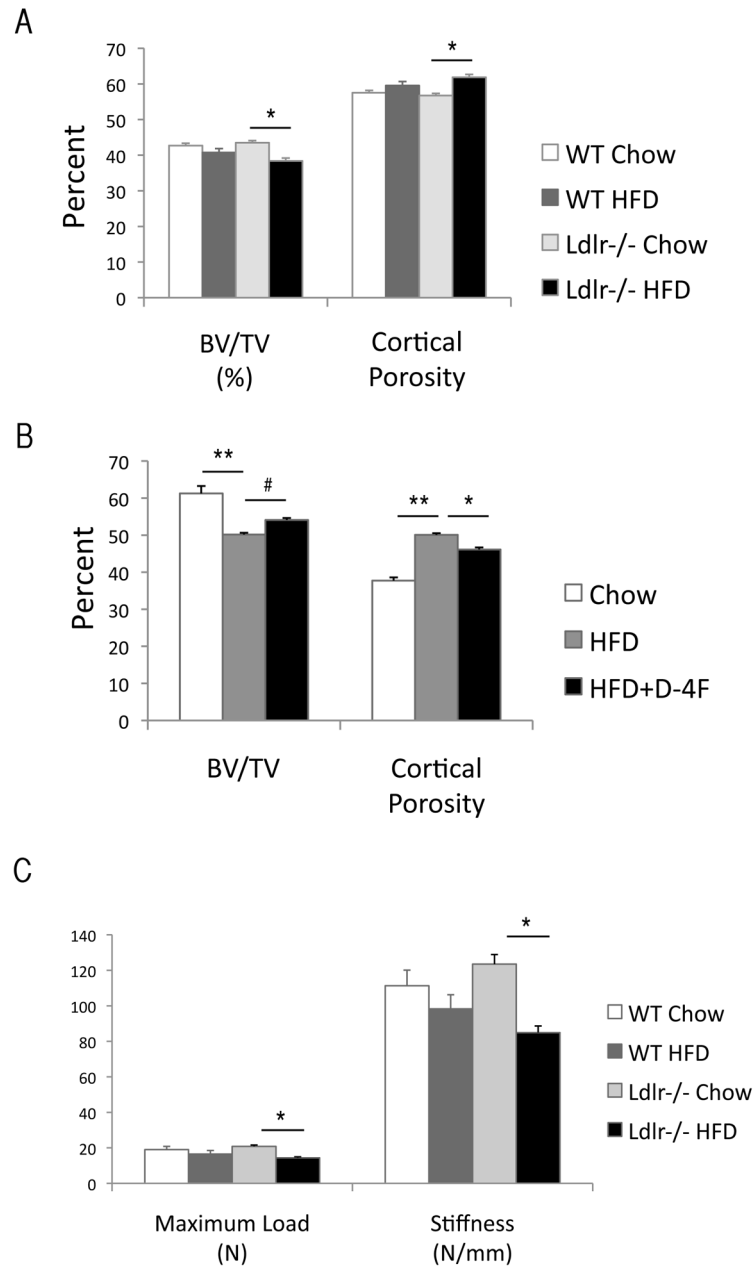 A
70
60
50
40
30
20
10
0
Percent
*
*
BV/TV
(%)
Cortical
Porosity
WT Chow
WT HFD
Ldlr-/- Chow
Ldlr-/- HFD
B
70
60
50
40
30
20
10
0
Percent
**
#
**
*
BV/TV
Cortical
Porosity
Chow
HFD
HFD+D-4F
C
140
120
100
80
60
40
20
0
*
*
Maximum Load
(N)
Stiffness
(N/mm)
WT Chow
WT HFD
Ldlr-/- Chow
Ldlr-/- HFD